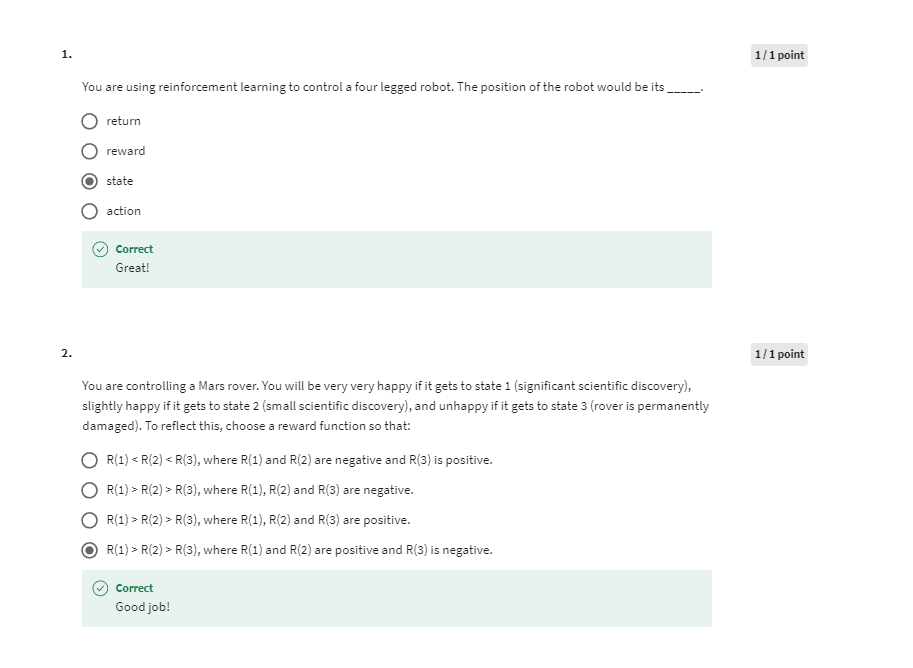 1.
1 / 1 point
You are using reinforcement learning to control a four legged robot. The position of the robot would be its _____.
return
reward
state
action
Correct
Great!
2.
1 / 1 point
You are controlling a Mars rover. You will be very very happy if it gets to state 1 (significant scientific discovery),
slightly happy if it gets to state 2 (small scientific discovery), and unhappy if it gets to state 3 (rover is permanently
damaged). To reflect this, choose a reward function so that:
R(1) < R(2) < R(3), where R(1) and R(2) are negative and R(3) is positive.
R(1) > R(2) > R(3), where R(1), R(2) and R(3) are negative.
R(1) > R(2) > R(3), where R(1), R(2) and R(3) are positive.
R(1) > R(2) > R(3), where R(1) and R(2) are positive and R(3) is negative.
Correct
Good job!